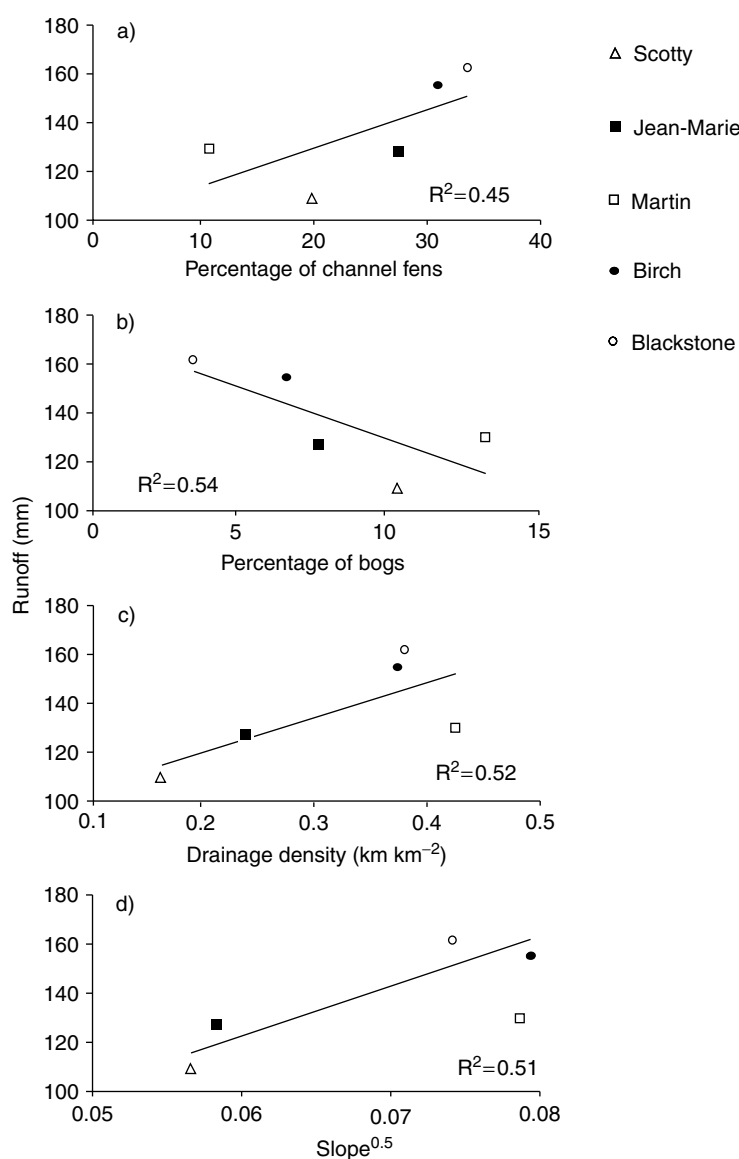 a)
180
160
140
120
100
R²=0.45
0 10 20 30 40
Percentage of channel fens
Scotty
Jean-Marie
Martin
Birch
Blackstone
b)
180
160
140
120
100
R²=0.54
0 5 10 15
Percentage of bogs
Runoff (mm)
c)
180
160
140
120
100
R²=0.52
0.1 0.2 0.3 0.4 0.5
Drainage density (km km⁻²)
d)
180
160
140
120
100
R²=0.51
0.05 0.06 0.07 0.08
Slope⁰·⁵